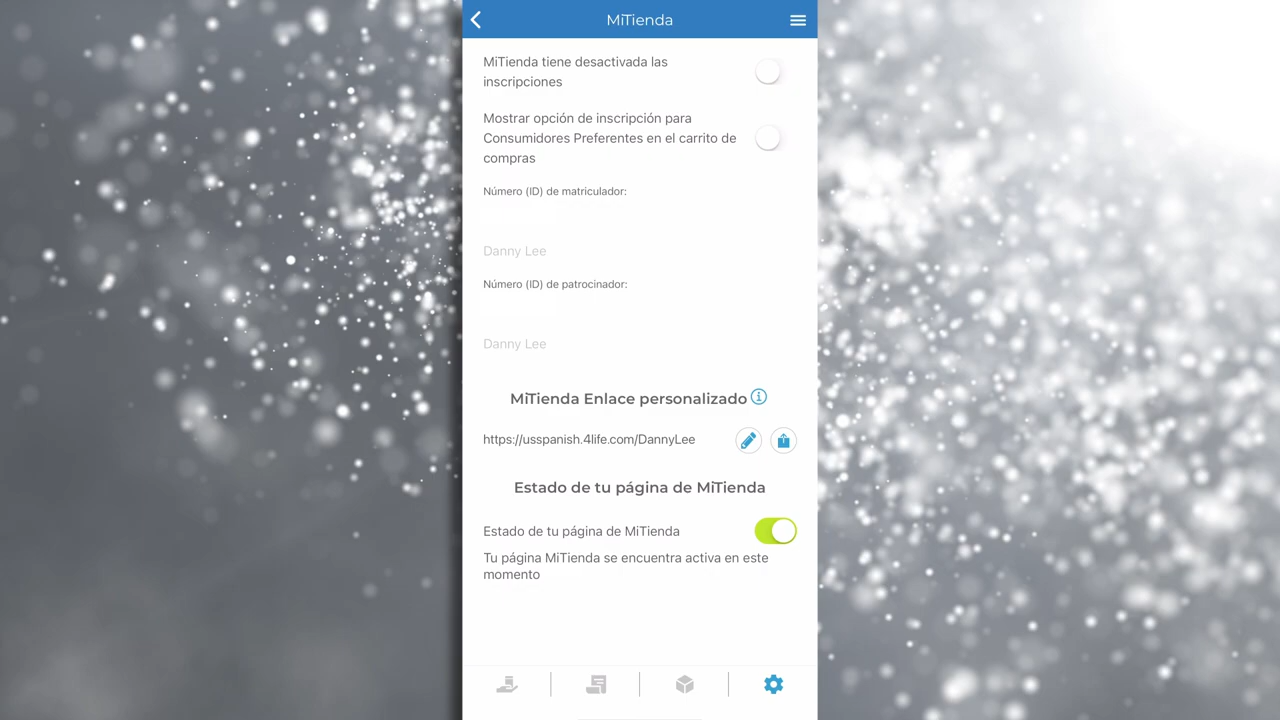 MiTienda
MiTienda tiene desactivada las
inscripciones
Mostrar opción de inscripción para
Consumidores Preferentes en el carrito de
compras
Número (ID) de matriculador:
Danny Lee
Número (ID) de patrocinador:
Danny Lee
MiTienda Enlace personalizado
https://usspanish.4life.com/DannyLee
Estado de tu página de MiTienda
Estado de tu página de MiTienda
Tu página MiTienda se encuentra activa en este
momento